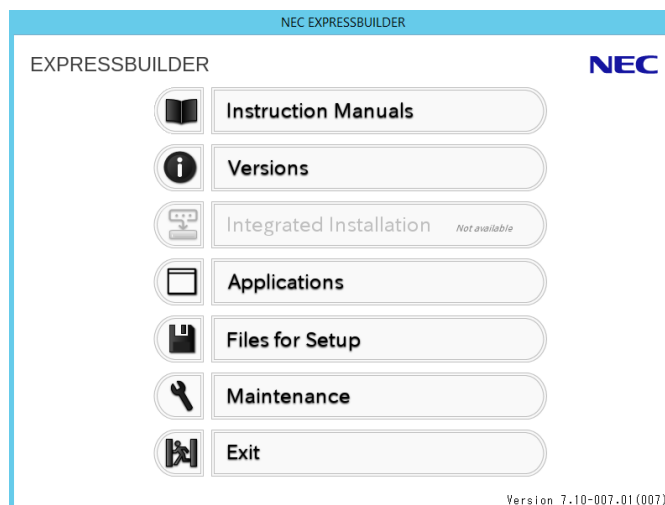 NEC EXPRESSBUILDER
EXPRESSBUILDER
NEC
Instruction Manuals
Versions
Integrated Installation Not available
Applications
Files for Setup
Maintenance
Exit
Version 7.10-007.01(007)